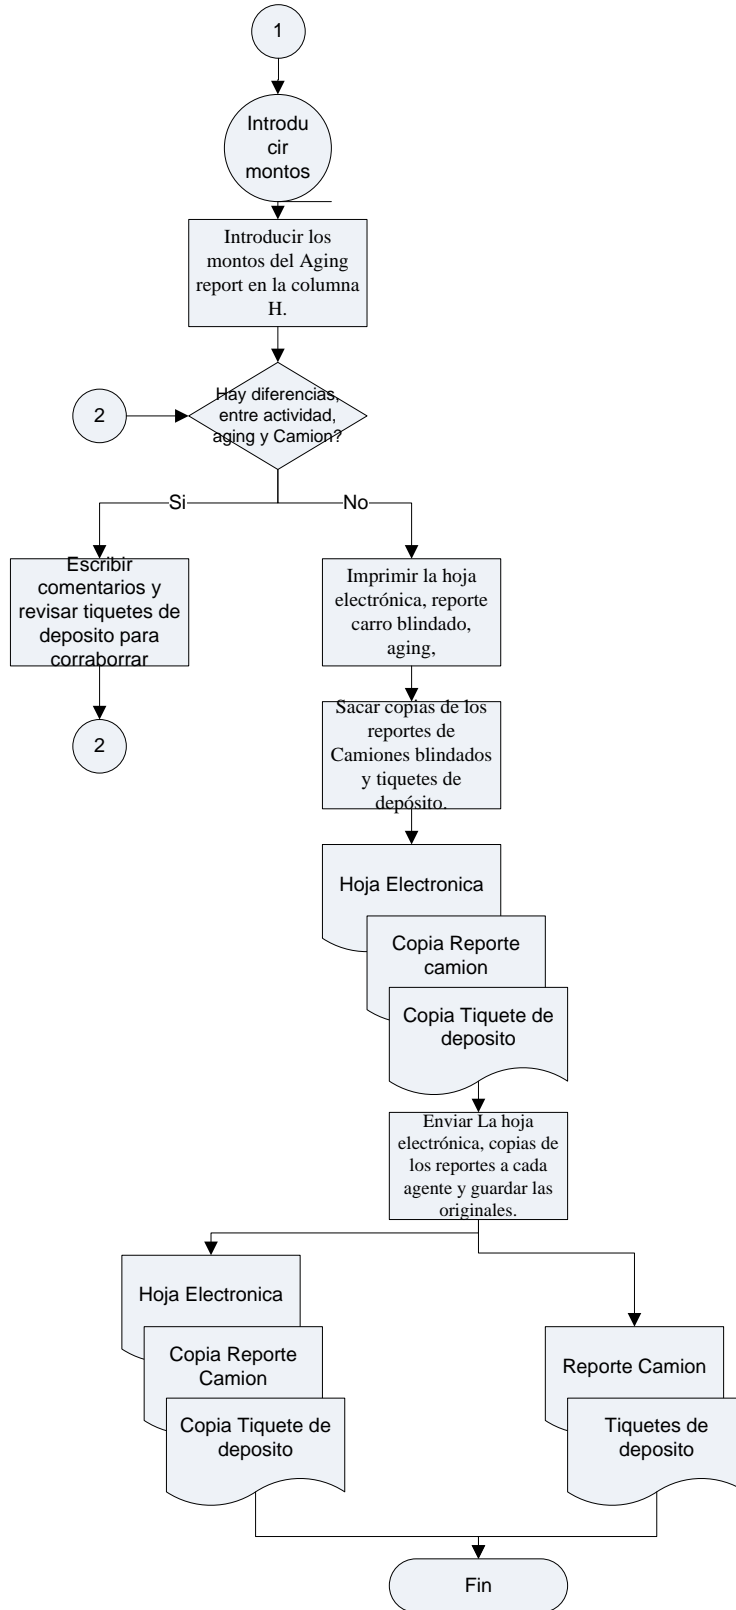 1
Introdu
cir
montos
Introducir los
montos del Aging
report en la columna
H.
Hay diferencias,
entre actividad,
aging y Camion?
2
Si
No
Escribir
comentarios y
revisar tiquetes de
deposito para
corraborrar
Imprimir la hoja
electrónica, reporte
carro blindado,
aging,
2
Sacar copias de los
reportes de
Camiones blindados
y tiquetes de
depósito.
Hoja Electronica
Copia Reporte
camion
Copia Tiquete de
deposito
Enviar La hoja
electrónica, copias de
los reportes a cada
agente y guardar las
originales.
Hoja Electronica
Copia Reporte
Camion
Copia Tiquete de
deposito
Reporte Camion
Tiquetes de
deposito
Fin